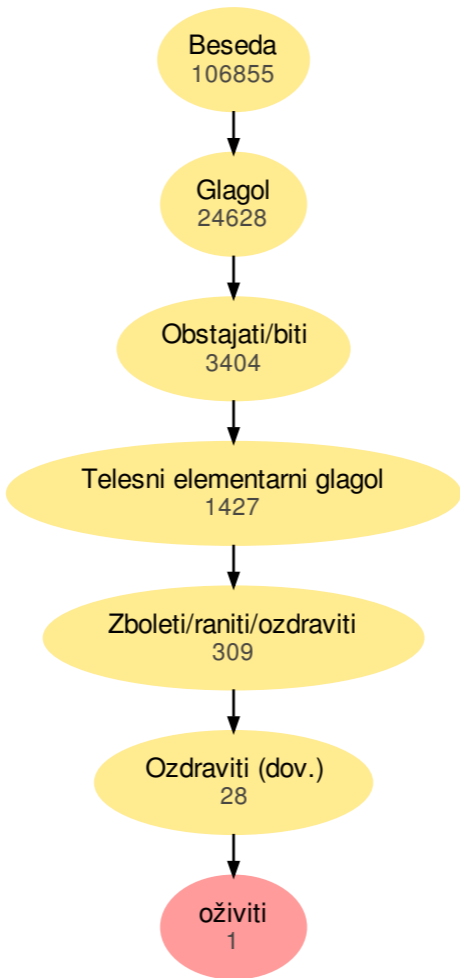 Beseda
106855
Glagol
24628
Obstajati/biti
3404
Telesni elementarni glagol
1427
Zboleti/raniti/ozdraviti
309
Ozdraviti (dov.)
28
oživiti
1